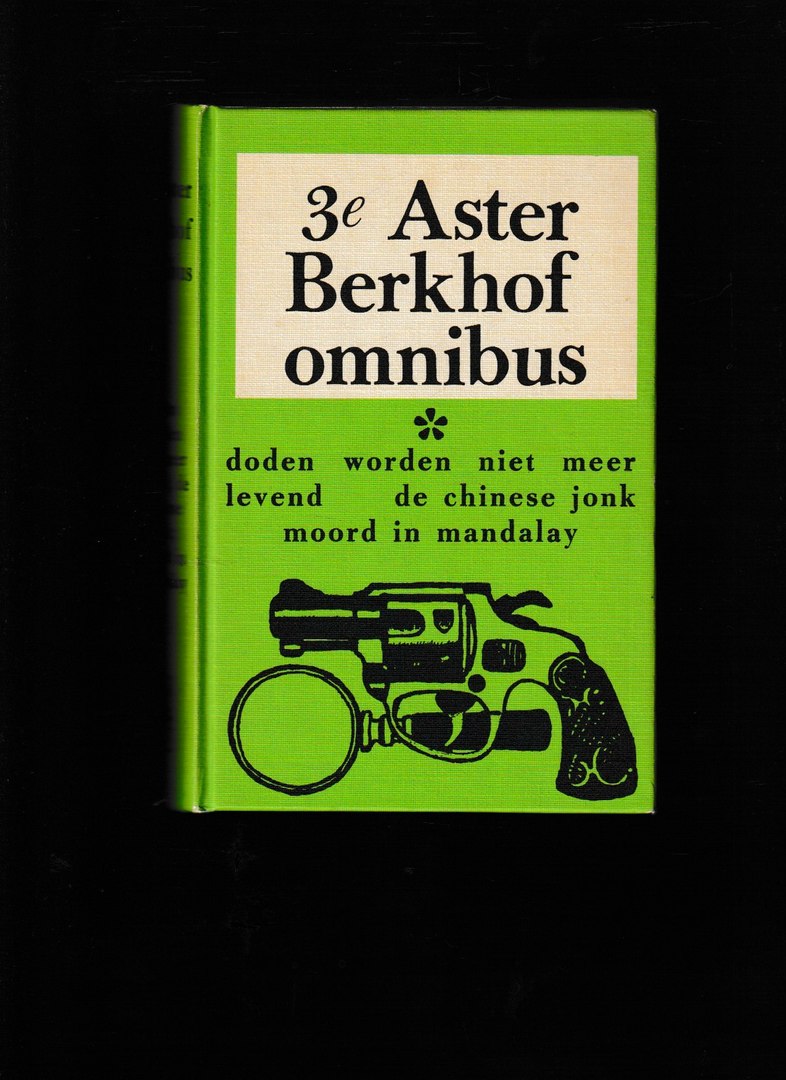 3e Aster
Berkhof
omnibus
*
doden worden niet meer
levend de chinese jonk
moord in mandalay